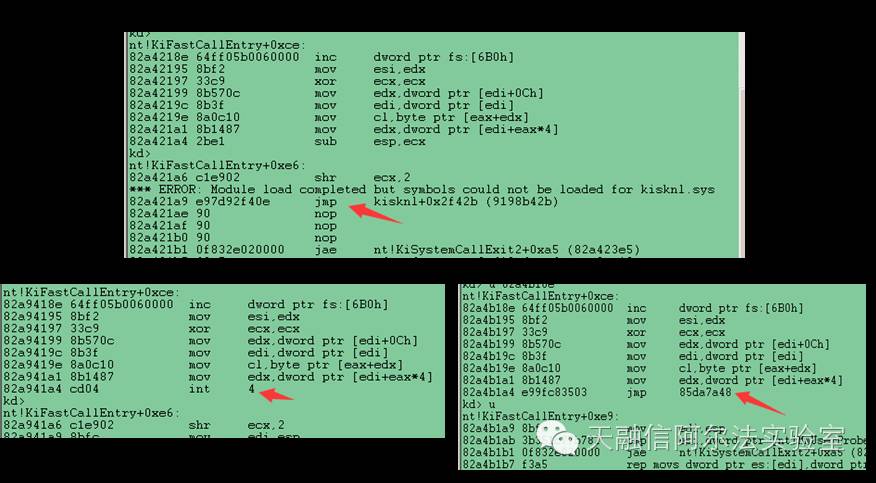 kd>
nt!KiFastCallEntry+0xce:
82a4218e 64ff05b0060000 inc dword ptr fs:[6B0h]
82a42195 8bf2 mov esi,edx
82a42197 33c9 xor ecx,ecx
82a42199 8b570c mov edx,dword ptr [edi+0Ch]
82a4219c 8b3f mov edi,dword ptr [edi]
82a4219e 8a0c10 mov cl,byte ptr [eax+edx]
82a421a1 8b1487 mov edx,dword ptr [edi+eax*4]
82a421a4 2be1 sub esp,ecx
kd>
nt!KiFastCallEntry+0xe6:
82a421a6 c1e902 shr ecx,2
*** ERROR: Module load completed but symbols could not be loaded for kisknl.sys
82a421a9 e97d92f40e jmp kisknl+0x2f42b (9198b42b)
82a421ae 90 nop
82a421af 90 nop
82a421b0 90 nop
82a421b1 0f832e020000 jae nt!KiSystemCallExit2+0xa5 (82a423e5)
nt!KiFastCallEntry+0xce:
82a9418e 64ff05b0060000 inc dword ptr fs:[6B0h]
82a94195 8bf2 mov esi,edx
82a94197 33c9 xor ecx,ecx
82a94199 8b570c mov edx,dword ptr [edi+0Ch]
82a9419c 8b3f mov edi,dword ptr [edi]
82a9419e 8a0c10 mov cl,byte ptr [eax+edx]
82a941a1 8b1487 mov edx,dword ptr [edi+eax*4]
82a941a4 cd04 int 4
kd>
nt!KiFastCallEntry+0xe6:
82a941a6 c1e902 shr ecx,2
82a941a9 8bfc mov edi,esp
kd> u 82a4b18e
nt!KiFastCallEntry+0xce:
82a4b18e 64ff05b0060000 inc dword ptr fs:[6B0h]
82a4b195 8bf2 mov esi,edx
82a4b197 33c9 xor ecx,ecx
82a4b199 8b570c mov edx,dword ptr [edi+0Ch]
82a4b19c 8b3f mov edi,dword ptr [edi]
82a4b19e 8a0c10 mov cl,byte ptr [eax+edx]
82a4b1a1 8b1487 mov edx,dword ptr [edi+eax*4]
82a4b1a4 e99fc83503 jmp 85da7a48
kd> u
nt!KiFastCallEntry+0xe9:
82a4b1a9 mov edi,esp
82a4b1ab dword ptr
82a4b1b1 jae nt!KiSystemCallExit2+0xa5 (82
82a4b1b7 f3a5 rep movs dword ptr es:[edi],dword ptr
天融信阿尔法实验室